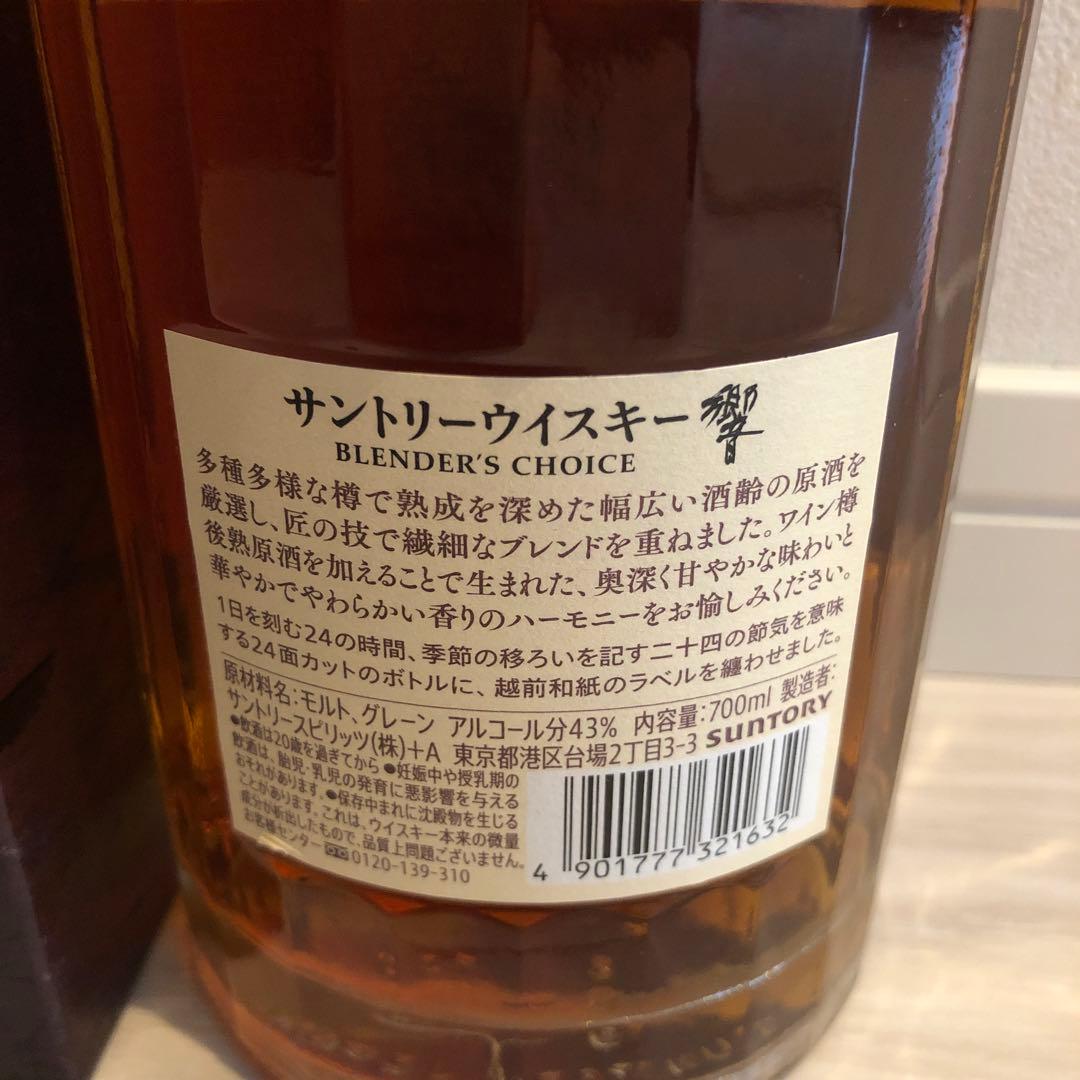 サントリーウイスキー 響
BLENDER'S CHOICE
多種多様な樽で熟成を深めた幅広い酒齢の原酒を
厳選し、匠の技で繊細なブレンドを重ねました。ワイン樽
後熟原酒を加えることで生まれた、奥深く甘やかな味わいと
華やかでやわらかい香りのハーモニーをお愉しみください。
1日を刻む24の時間、季節の移ろいを記す二十四の節気を意味
する24面カットのボトルに、越前和紙のラベルを纏わせました。
原材料名:モルト、グレーン アルコール分43% 内容量:700ml 製造者:
サントリースピリッツ(株)+A 東京都港区台場2丁目3-3 SUNTORY
●飲酒は20歳を過ぎてから ●妊娠中や授乳期の
飲酒は、胎児・乳児の発育に悪影響を与える
おそれがあります。●保存中まれに沈殿物を生じる
ことがあります。これは、ウイスキー本来の微量
成分が析出したもので、品質上問題ございません。
お客様センター 0120-139-310
4 901777 321632